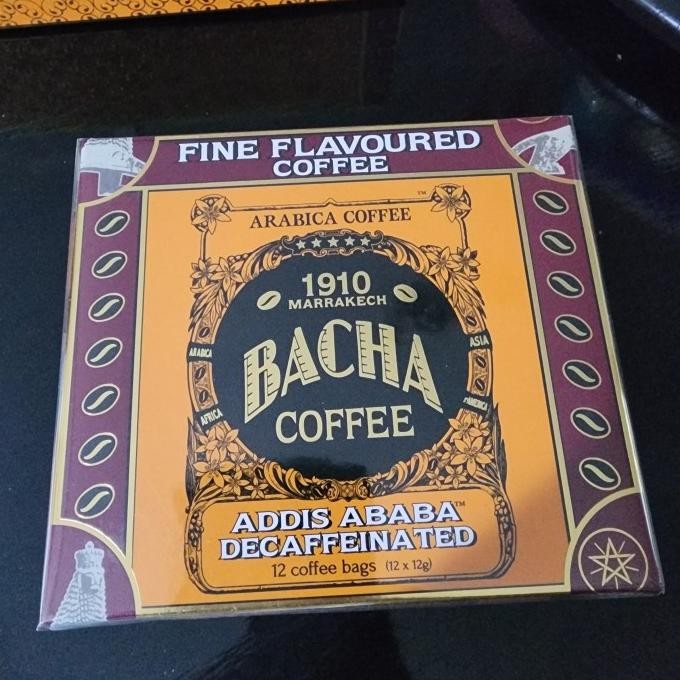 FINE FLAVOURED
COFFEE
ARABICA COFFEE™
1910
MARRAKECH
BACHA
COFFEE
ARABICA
ASIA
AFRICA
AMERICA
ADDIS ABABA™
DECAFFEINATED
12 coffee bags (12 x 12g)